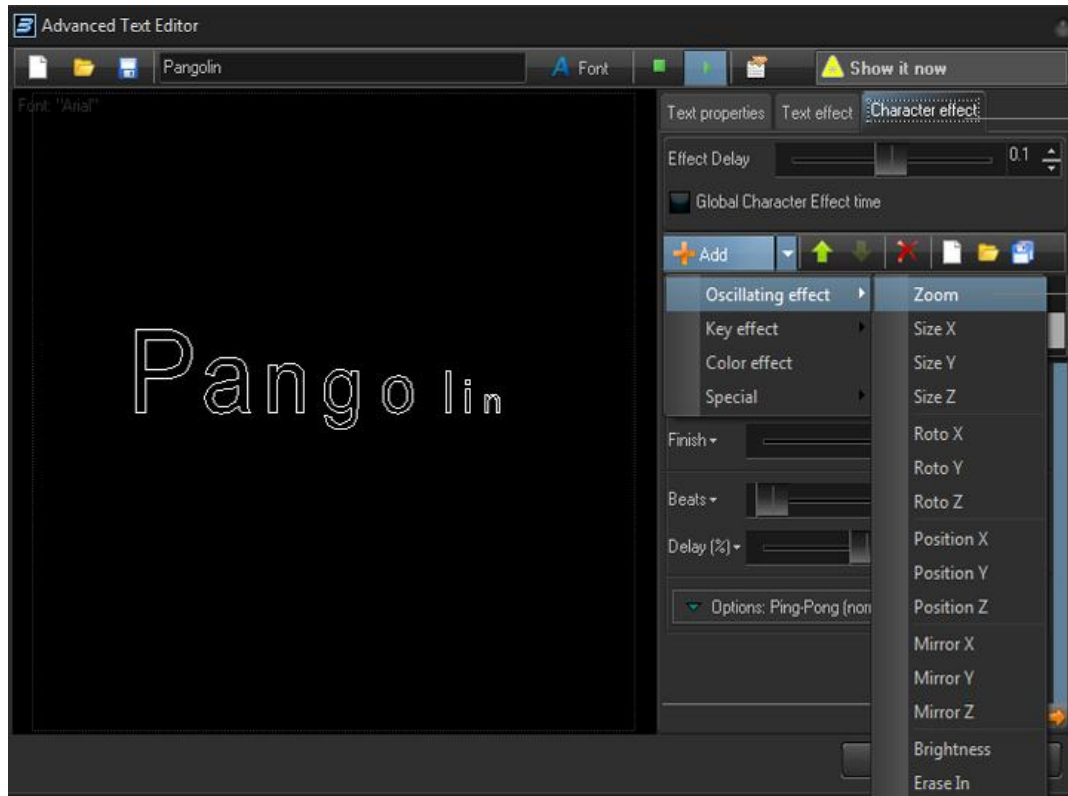 Advanced Text Editor
Pangolin Font Show it now
Font: "Arial"
Text properties Text effect Character effect
Effect Delay 0.1
Global Character Effect time
Add
Oscillating effect Zoom
Key effect Size X
Color effect Size Y
Special Size Z
Pangolin
Finish Roto X
Roto Y
Beats Roto Z
Position X
Delay (%) Position Y
Options: Ping-Pong (non Position Z
Mirror X
Mirror Y
Mirror Z
Brightness
Erase In